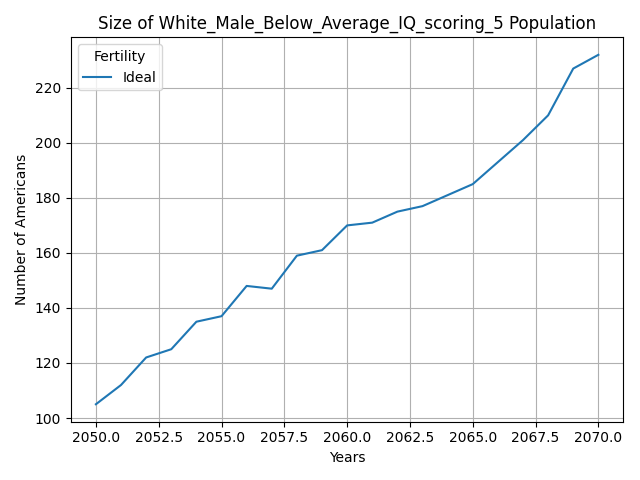 Size of White_Male_Below_Average_IQ_scoring_5 Population
Fertility
Ideal
Number of Americans
220
200
180
160
140
120
100
2050.0 2052.5 2055.0 2057.5 2060.0 2062.5 2065.0 2067.5 2070.0
Years